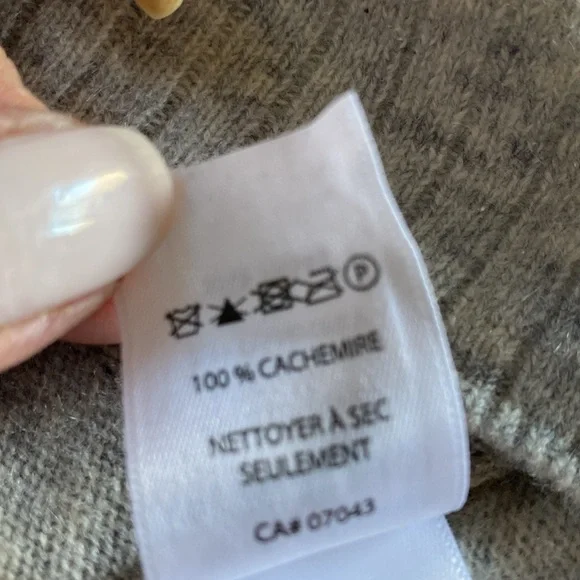 P
100 % CACHEMIRE
NETTOYER À SEC
SEULEMENT
CA# 07043